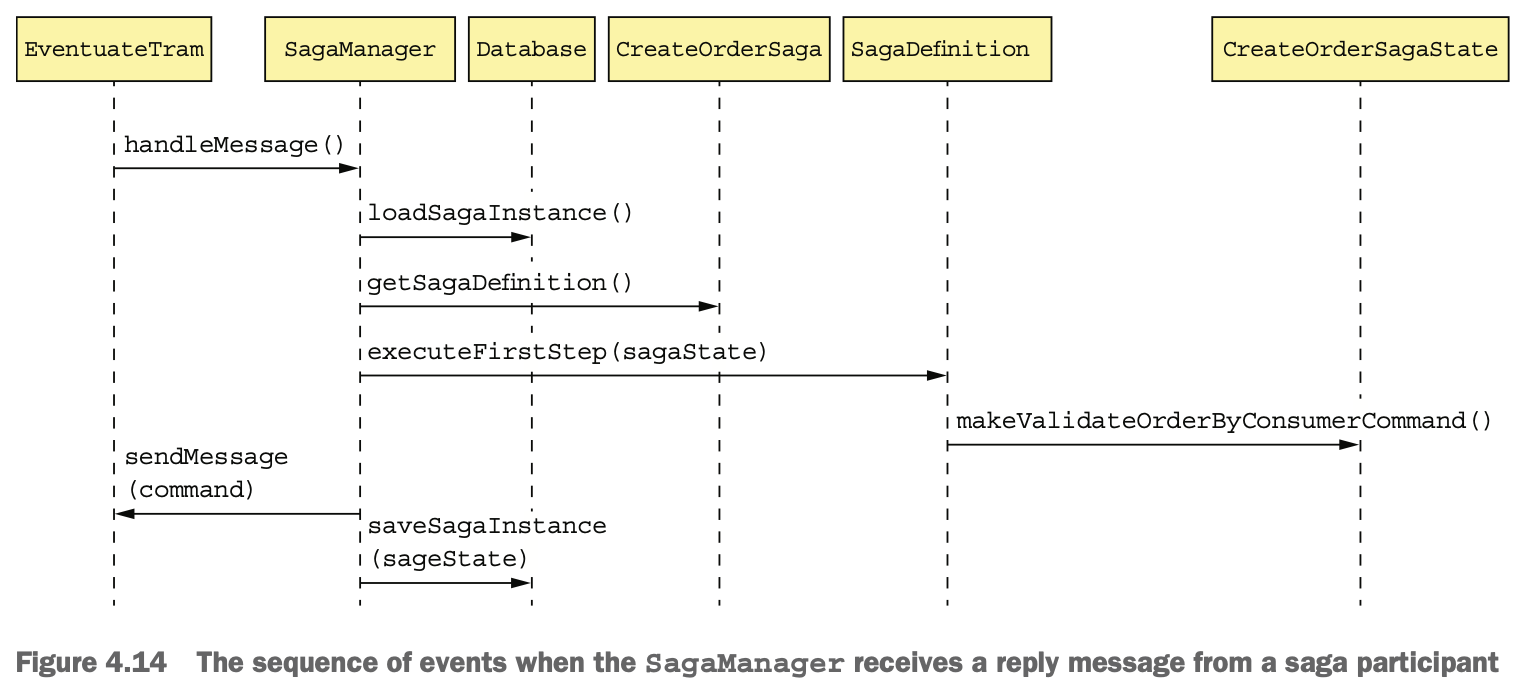 EventuateTram
SagaManager
Database
CreateOrderSaga
SagaDefinition
CreateOrderSagaState
handleMessage()
loadSagaInstance()
getSagaDefinition()
executeFirstStep(sagaState)
makeValidateOrderByConsumerCommand()
sendMessage
(command)
saveSagaInstance
(sageState)
Figure 4.14 The sequence of events when the SagaManager receives a reply message from a saga participant